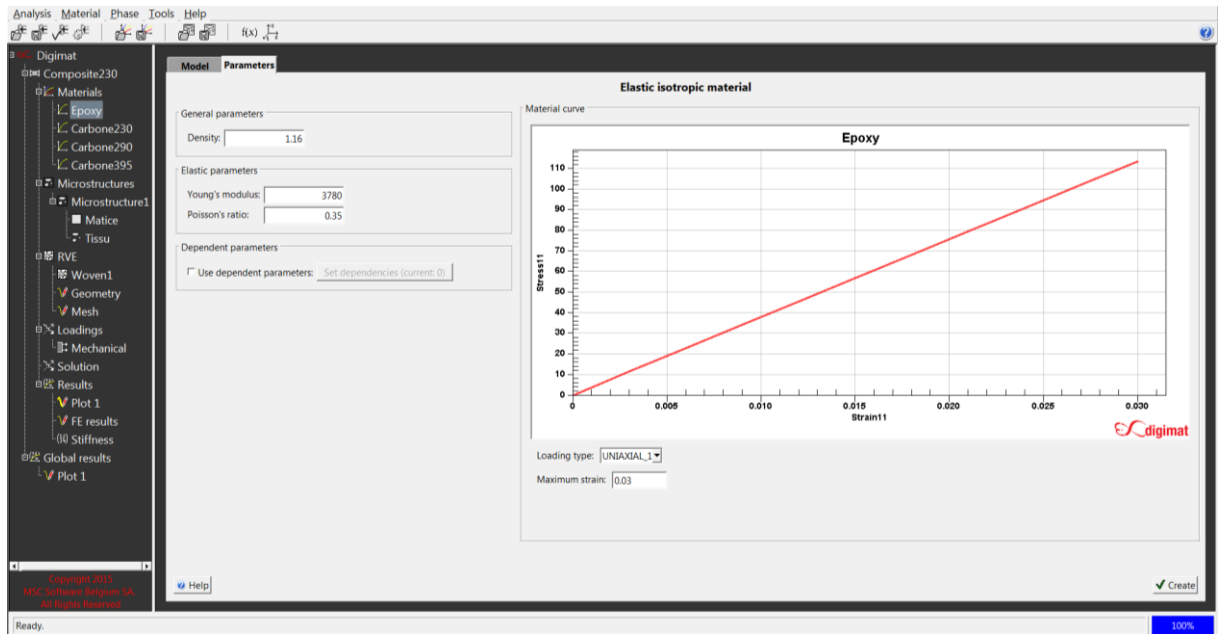 Analysis Material Phase Tools Help
f(x)
Digimat
Composite230
Materials
Epoxy
Carbone230
Carbone290
Carbone395
Microstructures
Microstructure1
Matice
Tissu
RVE
Woven1
Geometry
Mesh
Loadings
Mechanical
Solution
Results
Plot 1
FE results
Stiffness
Global results
Plot 1
Copyright 2015
MSC Software Belgium SA
All Rights Reserved
Model Parameters
Elastic isotropic material
General parameters
Density: 1.16
Elastic parameters
Young's modulus: 3780
Poisson's ratio: 0.35
Dependent parameters
Use dependent parameters: Set dependencies (current: 0)
Material curve
Epoxy
110
100
90
80
70
60
50
40
30
20
10
0
Stress11
0 0.005 0.010 0.015 0.020 0.025 0.030
Strain11
digimat
Loading type: UNIAXIAL_1
Maximum strain: 0.03
Help
Create
Ready.
100%